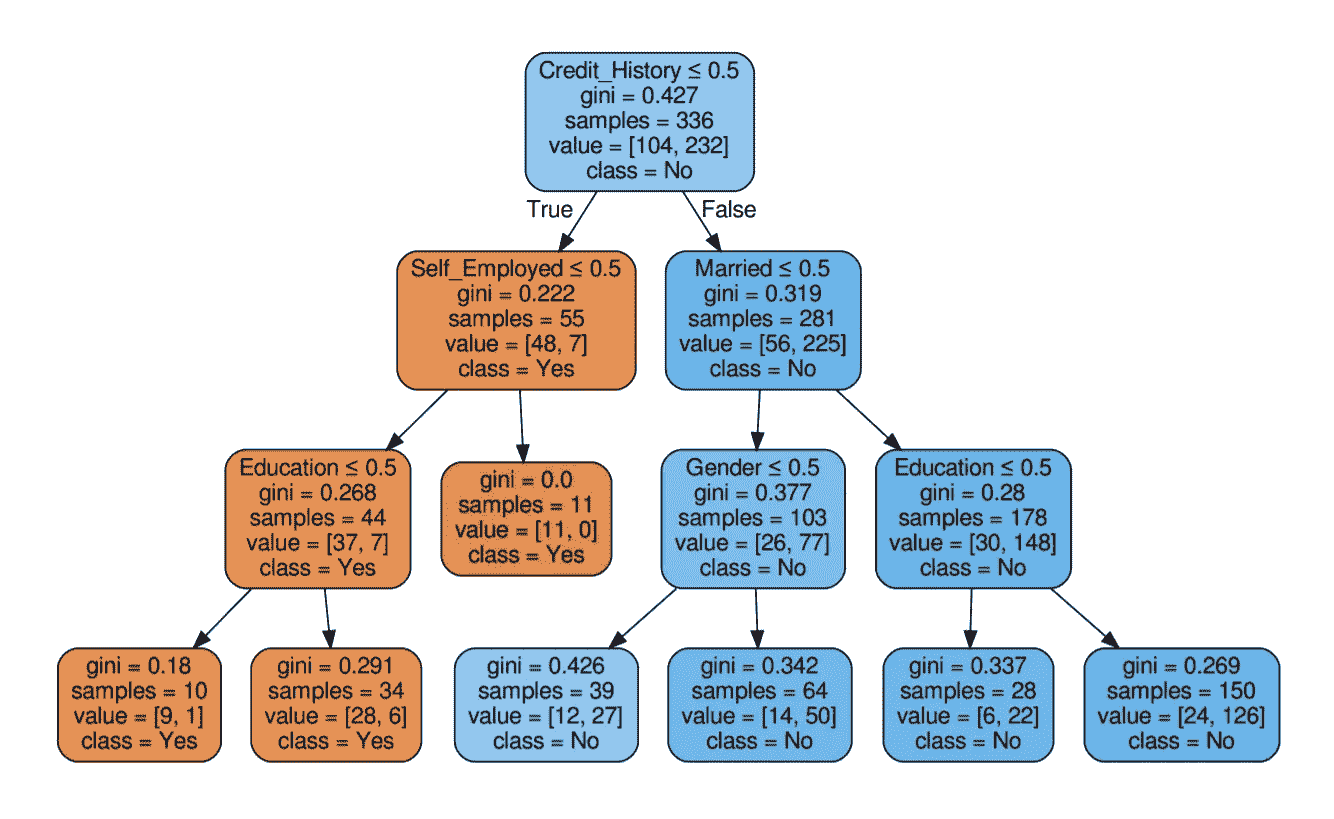 Credit_History ≤ 0.5
gini = 0.427
samples = 336
value = [104, 232]
class = No
True
False
Self_Employed ≤ 0.5
gini = 0.222
samples = 55
value = [48, 7]
class = Yes
Married ≤ 0.5
gini = 0.319
samples = 281
value = [56, 225]
class = No
Education ≤ 0.5
gini = 0.268
samples = 44
value = [37, 7]
class = Yes
gini = 0.0
samples = 11
value = [11, 0]
class = Yes
Gender ≤ 0.5
gini = 0.377
samples = 103
value = [26, 77]
class = No
Education ≤ 0.5
gini = 0.28
samples = 178
value = [30, 148]
class = No
gini = 0.18
samples = 10
value = [9, 1]
class = Yes
gini = 0.291
samples = 34
value = [28, 6]
class = Yes
gini = 0.426
samples = 39
value = [12, 27]
class = No
gini = 0.342
samples = 64
value = [14, 50]
class = No
gini = 0.337
samples = 28
value = [6, 22]
class = No
gini = 0.269
samples = 150
value = [24, 126]
class = No